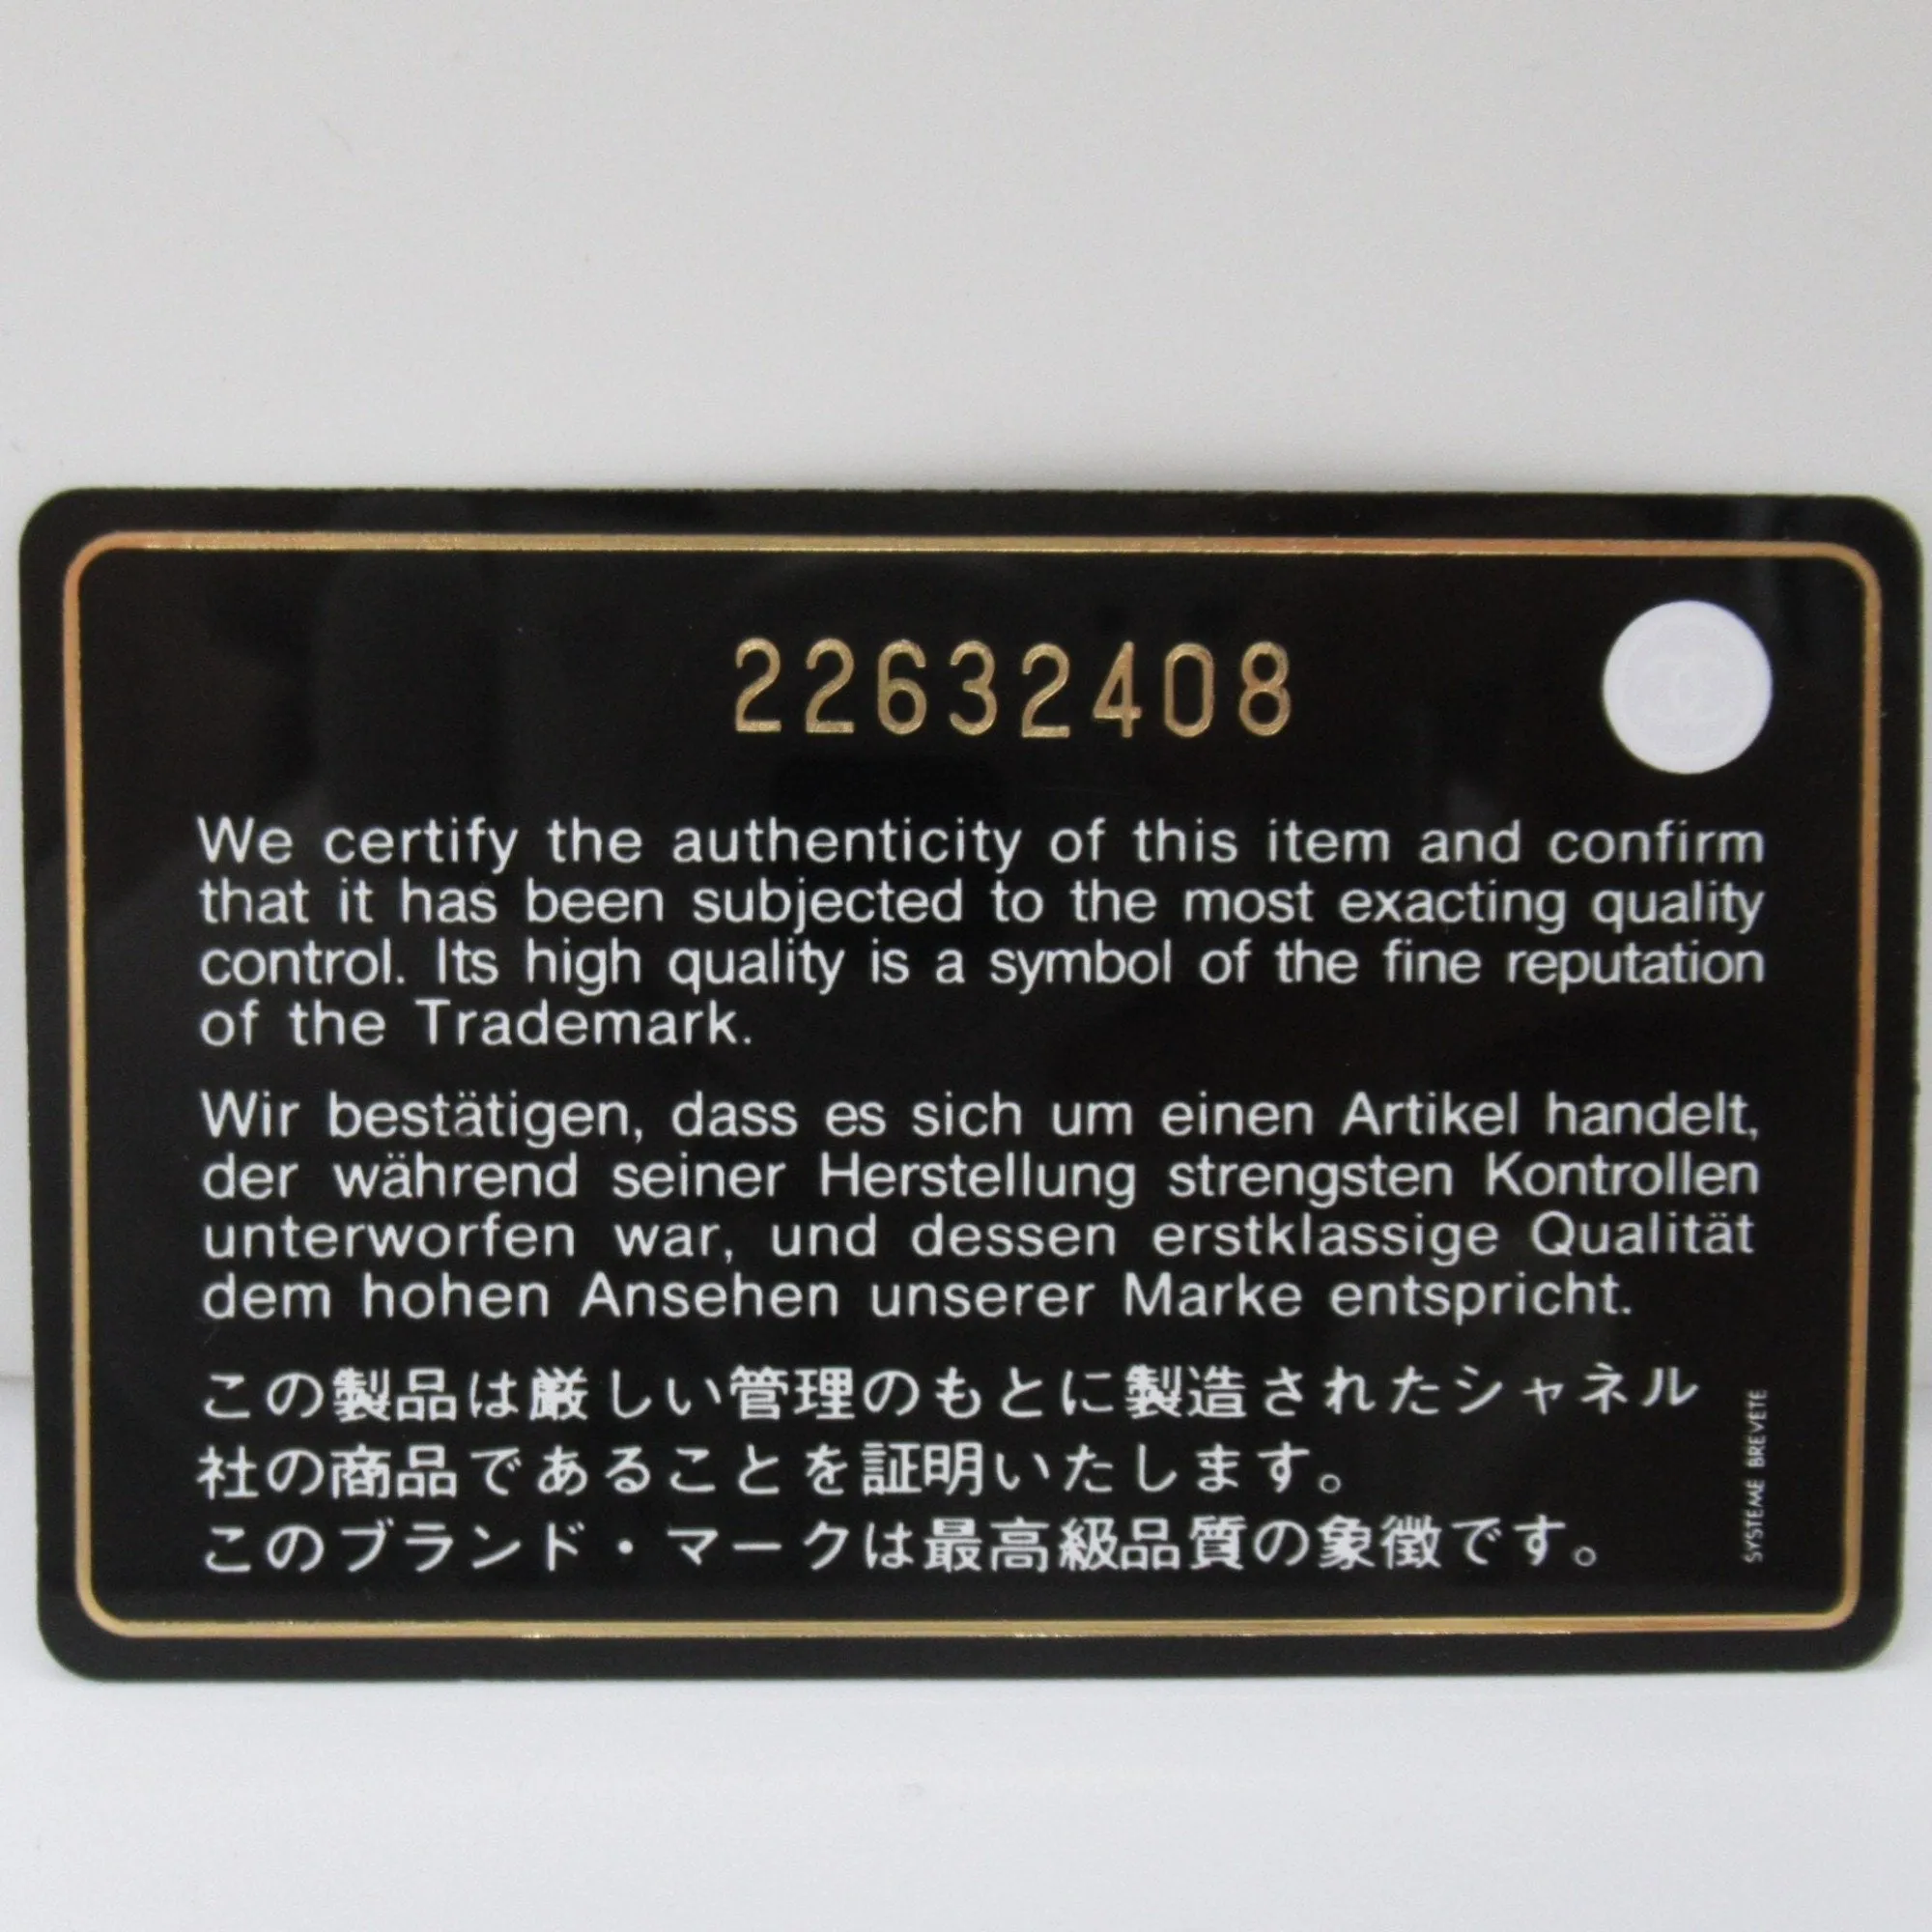 22632408
We certify the authenticity of this item and confirm
that it has been subjected to the most exacting quality
control. Its high quality is a symbol of the fine reputation
of the Trademark.
Wir bestätigen, dass es sich um einen Artikel handelt,
der während seiner Herstellung strengsten Kontrollen
unterworfen war, und dessen erstklassige Qualität
dem hohen Ansehen unserer Marke entspricht.
この製品は厳しい管理のもとに製造されたシャネル
社の商品であることを証明いたします。
このブランド・マークは最高級品質の象徴です。
SYSTEME BREVETE